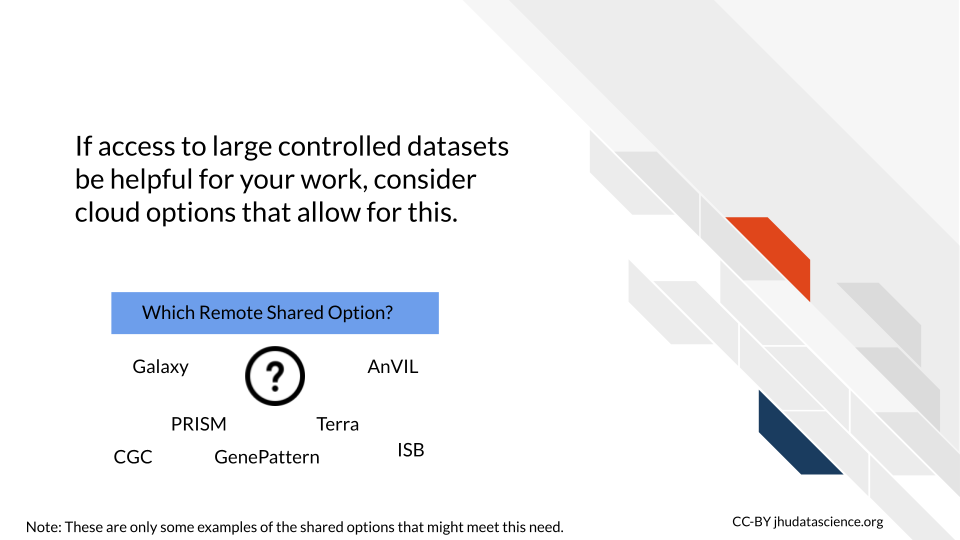 If access to large controlled datasets
be helpful for your work, consider
cloud options that allow for this.
Which Remote Shared Option?
Galaxy
?
AnVIL
PRISM
Terra
CGC
GenePattern
ISB
Note: These are only some examples of the shared options that might meet this need.
CC-BY jhudatascience.org